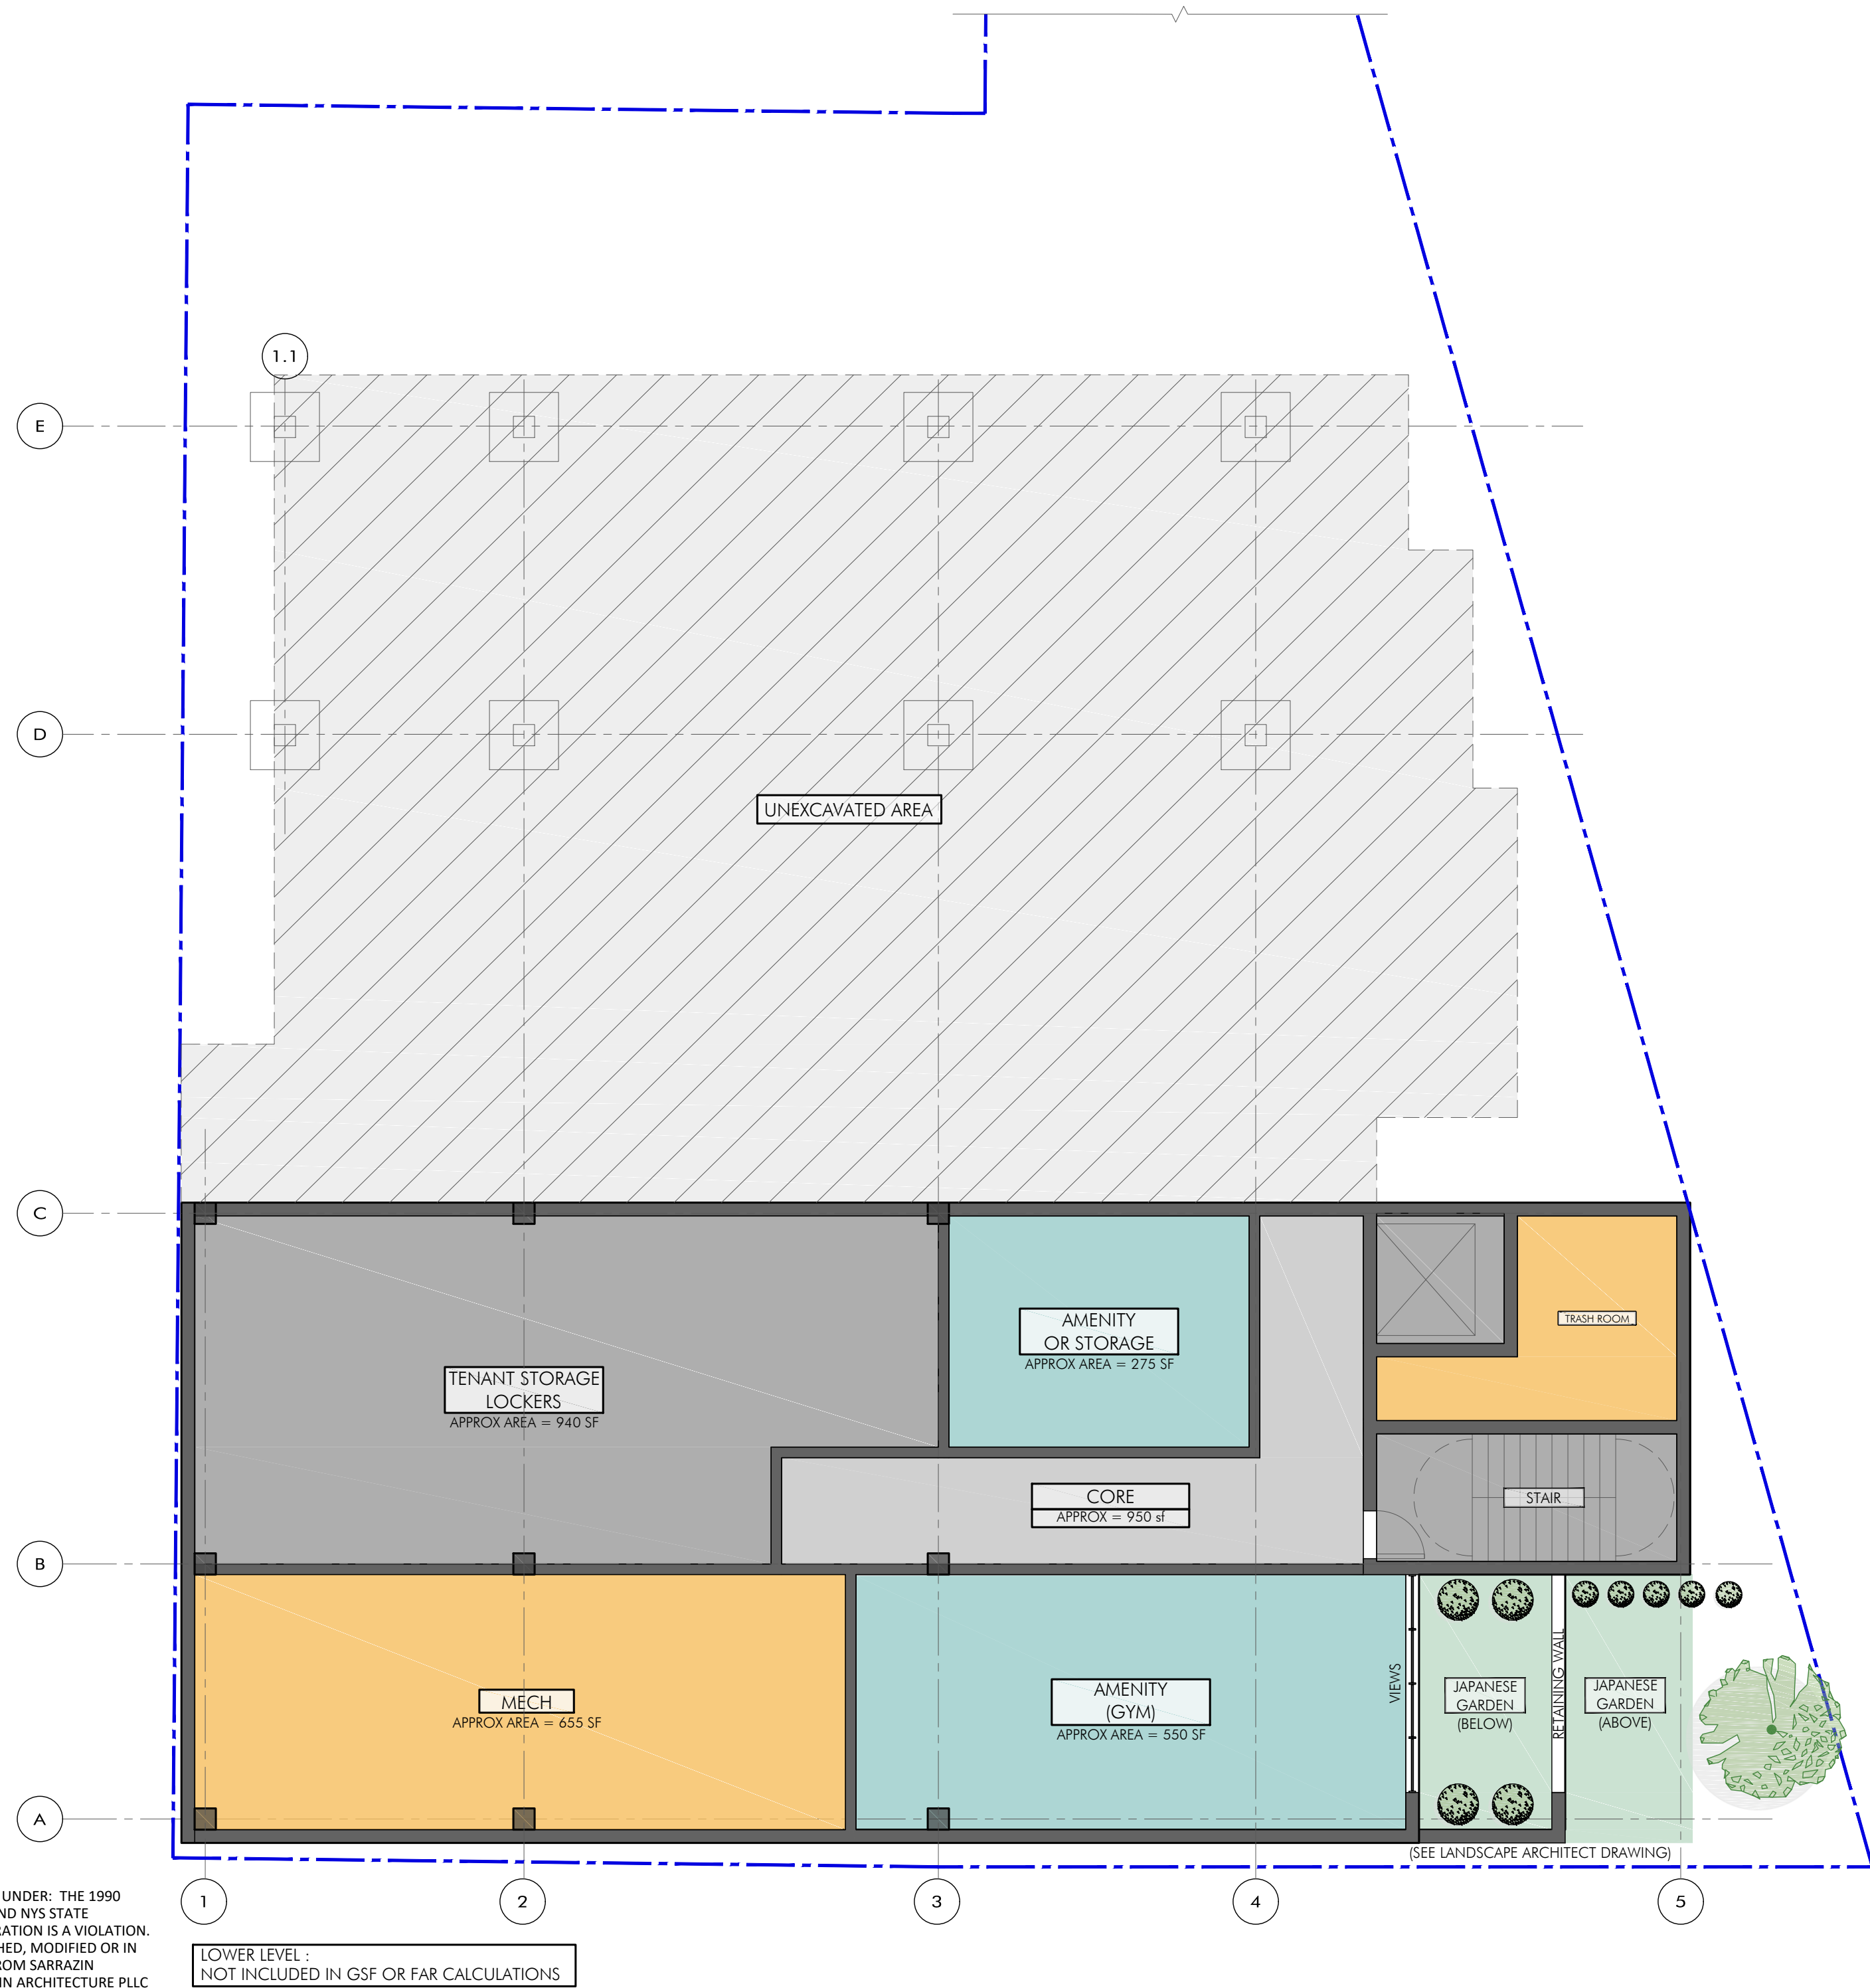 1.1
E
D
UNEXCAVATED AREA
C
AMENITY
OR STORAGE
APPROX AREA = 275 SF
TRASH ROOM
TENANT STORAGE
LOCKERS
APPROX AREA = 940 SF
CORE
APPROX = 950 sf
STAIR
B
MECH
APPROX AREA = 655 SF
AMENITY
(GYM)
APPROX AREA = 550 SF
VIEWS
JAPANESE
GARDEN
(BELOW)
RETAINING WALL
JAPANESE
GARDEN
(ABOVE)
A
(SEE LANDSCAPE ARCHITECT DRAWING)
1
2
3
4
5
UNDER: THE 1990
ND NYS STATE
RATION IS A VIOLATION.
HED, MODIFIED OR IN
ROM SARRAZIN
IN ARCHITECTURE PLLC
LOWER LEVEL :
NOT INCLUDED IN GSF OR FAR CALCULATIONS